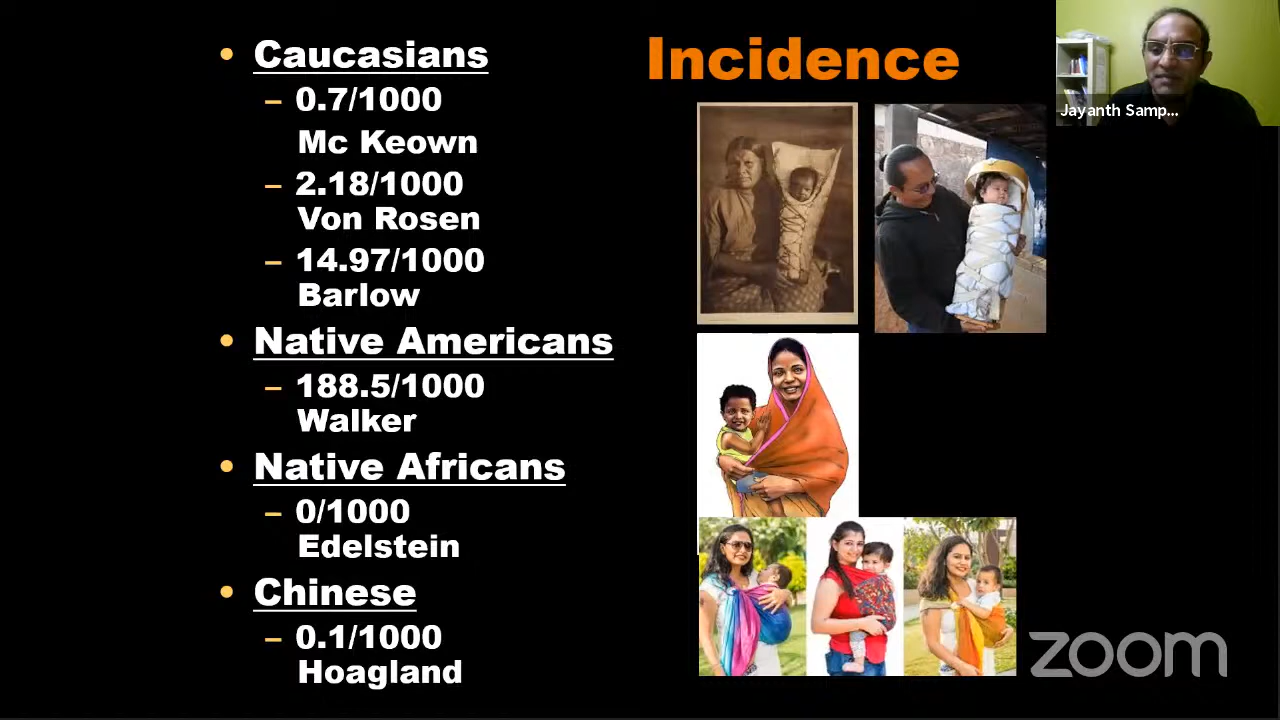 • Caucasians
– 0.7/1000
Mc Keown
– 2.18/1000
Von Rosen
– 14.97/1000
Barlow
• Native Americans
– 188.5/1000
Walker
• Native Africans
– 0/1000
Edelstein
• Chinese
– 0.1/1000
Hoagland
Incidence
Jayanth Samp...
zoom